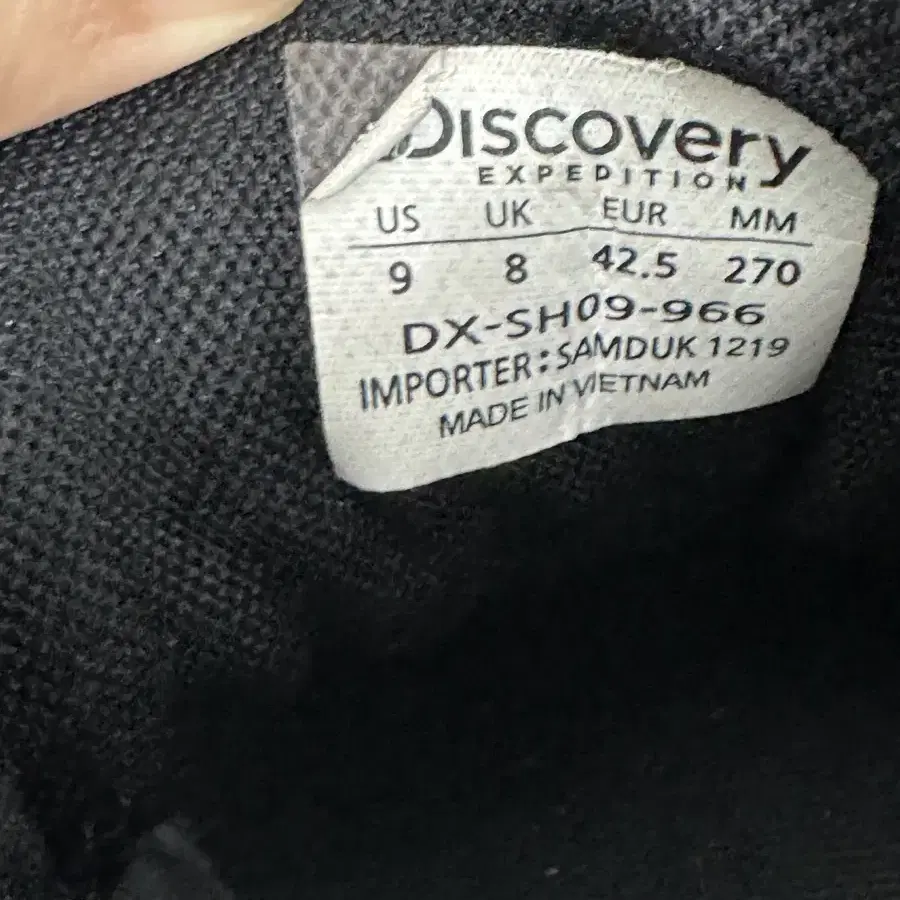 DISCOVERY
EXPEDITION
US UK EUR MM
9 8 42.5 270
DX-SH09-966
IMPORTER : SAMDUK 1219
MADE IN VIETNAM